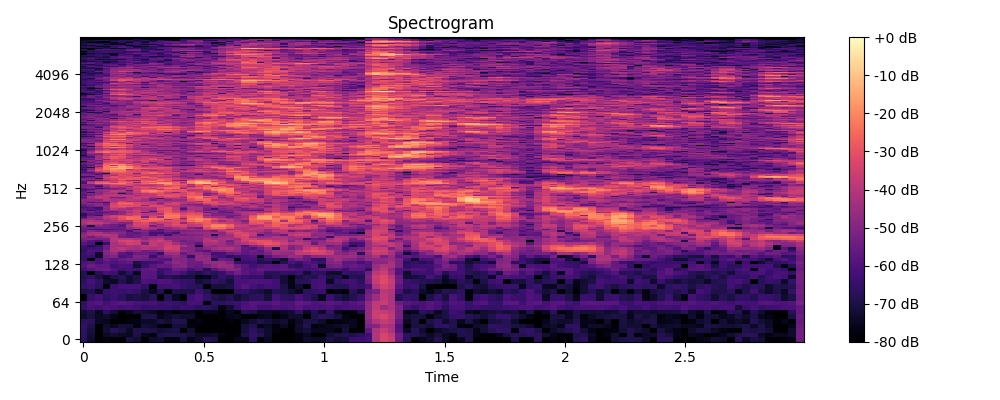 Spectrogram
+0 dB
4096
-10 dB
2048
-20 dB
1024
-30 dB
512
-40 dB
Hz
256
-50 dB
128
-60 dB
64
-70 dB
0
-80 dB
0 0.5 1 1.5 2 2.5
Time